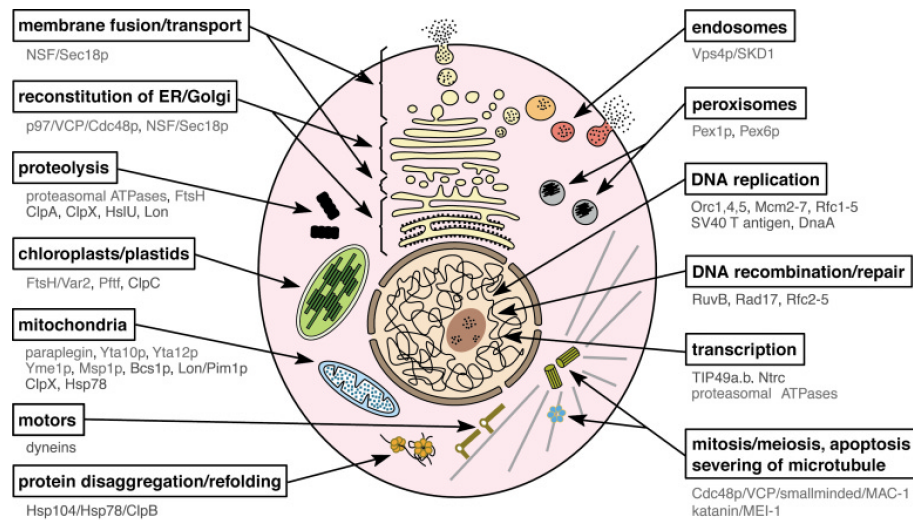 membrane fusion/transport
NSF/Sec18p
reconstitution of ER/Golgi
p97/VCP/Cdc48p, NSF/Sec18p
proteolysis
proteasomal ATPases, FtsH
ClpA, ClpX, HslU, Lon
chloroplasts/plastids
FtsH/Var2, Pftf, ClpC
mitochondria
paraplegin, Yta10p, Yta12p
Yme1p, Msp1p, Bcs1p, Lon/Pim1p
ClpX, Hsp78
motors
dyneins
protein disaggregation/refolding
Hsp104/Hsp78/ClpB
endosomes
Vps4p/SKD1
peroxisomes
Pex1p, Pex6p
DNA replication
Orc1,4,5, Mcm2-7, Rfc1-5
SV40 T antigen, DnaA
DNA recombination/repair
RuvB, Rad17, Rfc2-5
transcription
TIP49a.b. Ntrc
proteasomal ATPases
mitosis/meiosis, apoptosis
severing of microtubule
Cdc48p/VCP/smallminded/MAC-1
katanin/MEI-1